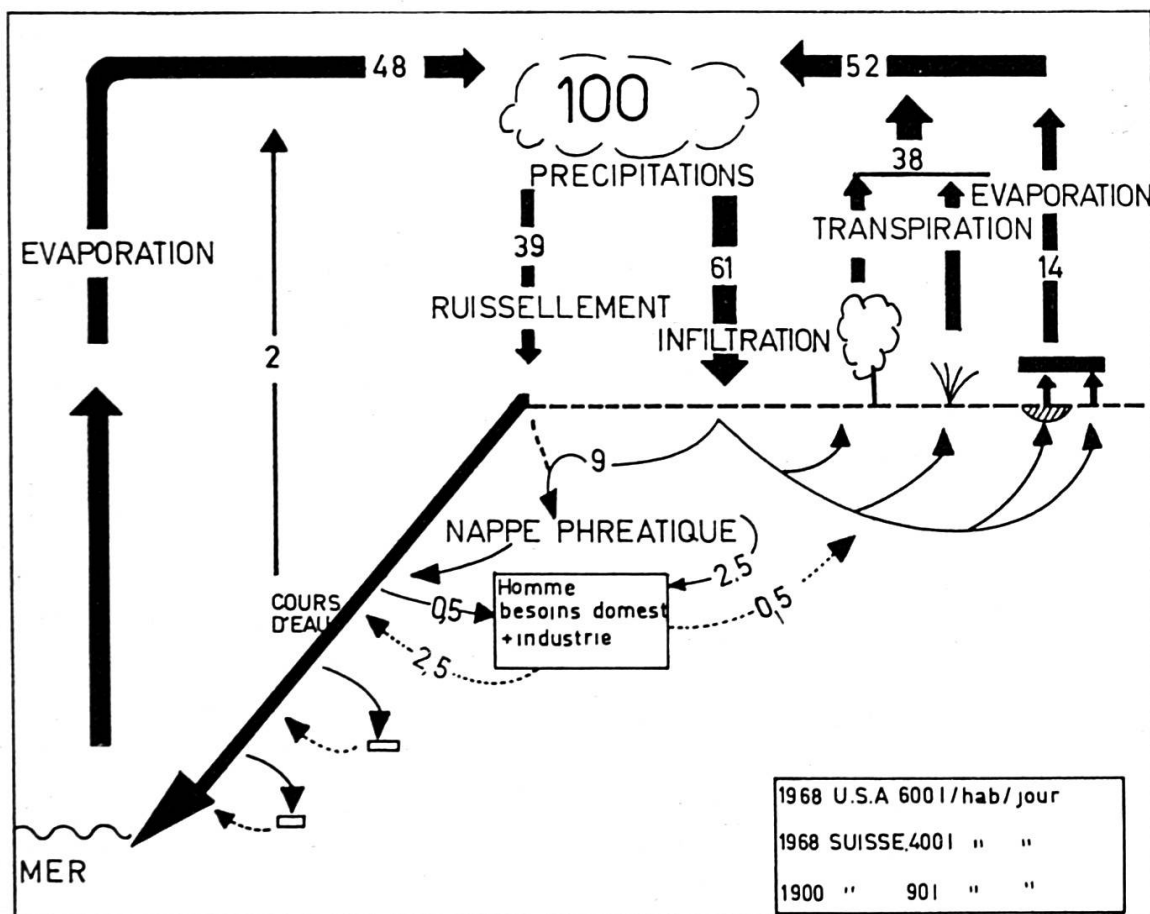 48
52
100
PRECIPITATIONS
38
EVAPORATION
TRANSPIRATION
EVAPORATION
39
61
14
RUISSELLEMENT
INFILTRATION
2
9
NAPPE PHREATIQUE
2.5
Homme
besoins domest
+industrie
0,5
0,5
COURS
D'EAU
2,5
MER
1968 U.S.A 600 l/hab/jour
1968 SUISSE,400 l " "
1900 " 90 l " "